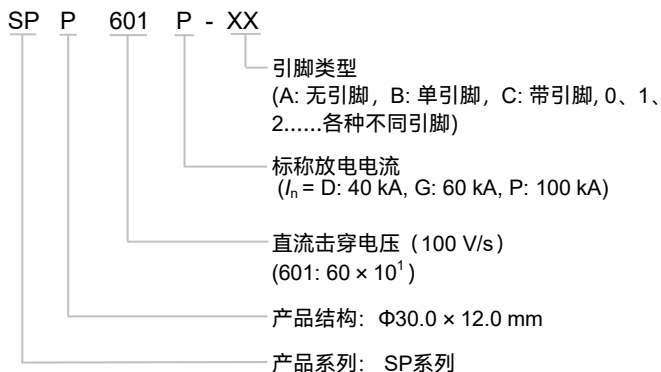 SP P 601 P - XX
引脚类型
(A: 无引脚，B: 单引脚，C: 带引脚, 0、1、
2......各种不同引脚)
标称放电电流
(Iₙ = D: 40 kA, G: 60 kA, P: 100 kA)
直流击穿电压（100 V/s）
(601: 60 × 10¹ )
产品结构：Φ30.0 × 12.0 mm
产品系列： SP系列